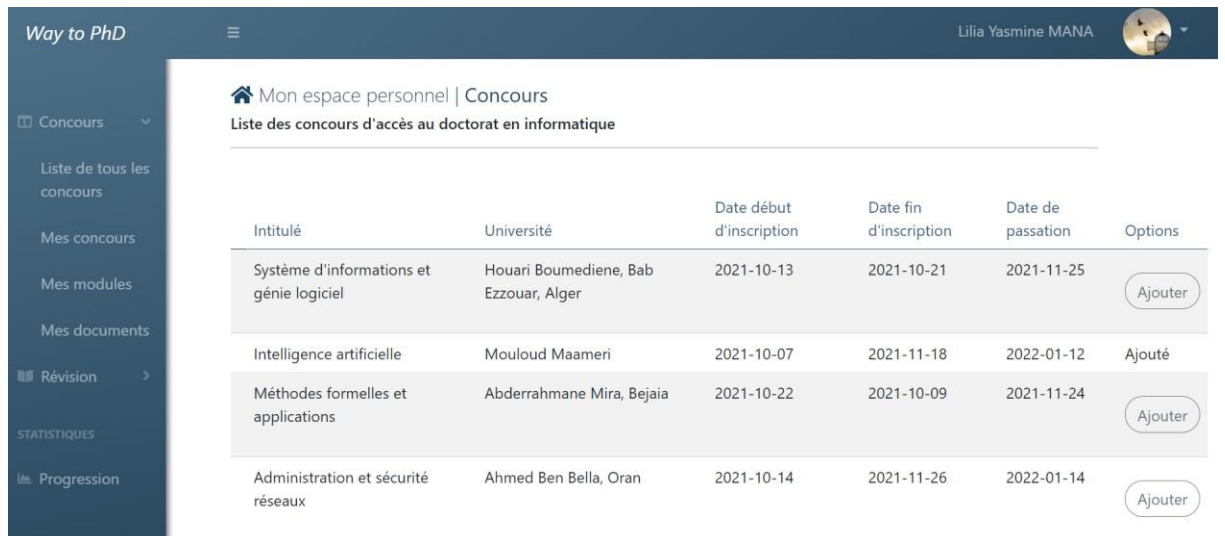 Way to PhD
Lilia Yasmine MANA
Concours
Liste de tous les
concours
Mes concours
Mes modules
Mes documents
Révision
STATISTIQUES
Progression
Mon espace personnel | Concours
Liste des concours d'accès au doctorat en informatique
Intitulé Université Date début d'inscription Date fin d'inscription Date de passation Options
Système d'informations et génie logiciel Houari Boumediene, Bab Ezzouar, Alger 2021-10-13 2021-10-21 2021-11-25 Ajouter
Intelligence artificielle Mouloud Maameri 2021-10-07 2021-11-18 2022-01-12 Ajouté
Méthodes formelles et applications Abderrahmane Mira, Bejaia 2021-10-22 2021-10-09 2021-11-24 Ajouter
Administration et sécurité réseaux Ahmed Ben Bella, Oran 2021-10-14 2021-11-26 2022-01-14 Ajouter